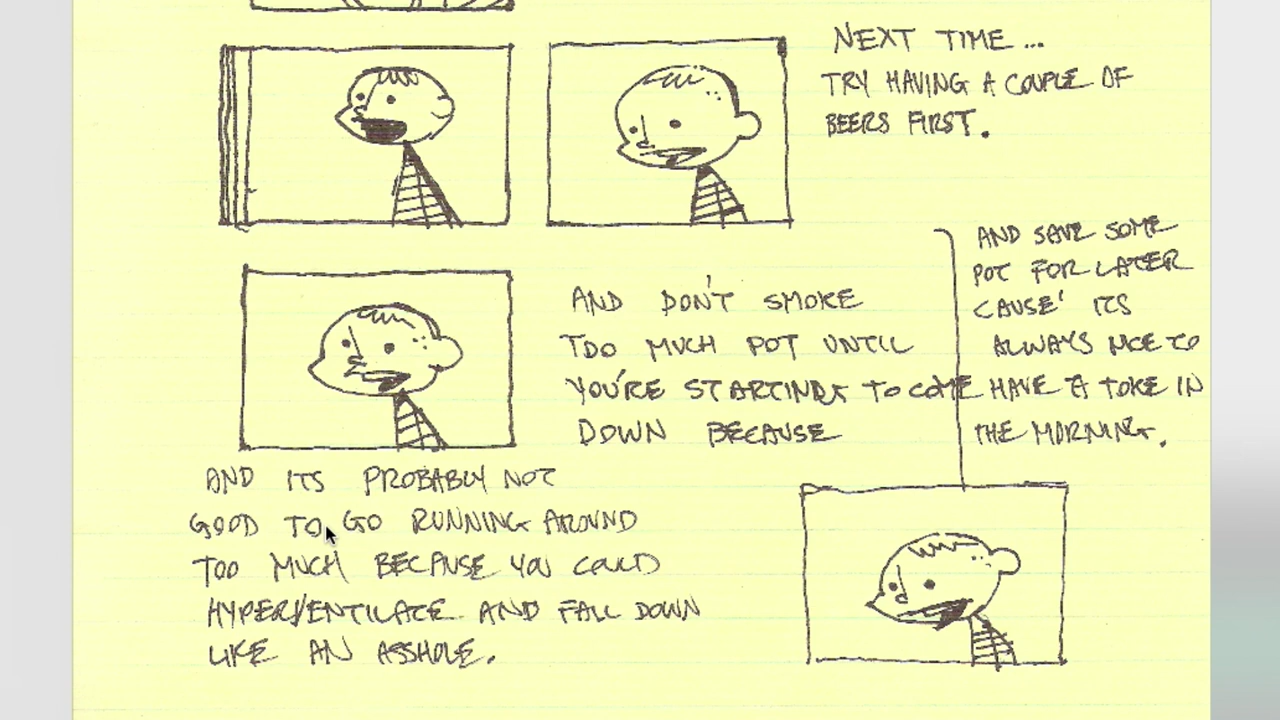 NEXT TIME...
TRY HAVING A COUPLE OF
BEERS FIRST.
AND DON'T SMOKE
TOO MUCH POT UNTIL
YOU'RE STARTING TO COME
DOWN BECAUSE
AND ITS PROBABLY NOT
GOOD TO GO RUNNING AROUND
TOO MUCH BECAUSE YOU COULD
HYPERVENTILATE AND FALL DOWN
LIKE AN ASSHOLE.
AND SAVE SOME
POT FOR LATER
CAUSE' ITS
ALWAYS NICE TO
HAVE A TOKE IN
THE MORNING.